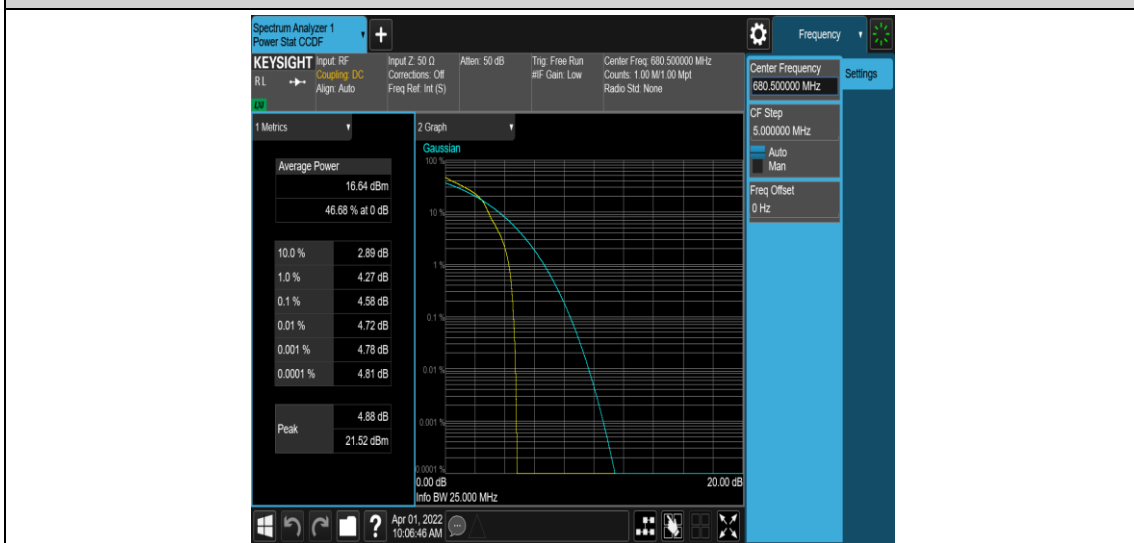 Spectrum Analyzer 1
Power Stat CCDF
Frequency
KEYSIGHT
RL
LXI
Input: RF
Coupling: DC
Align: Auto
Input Z: 50 Ω
Corrections: Off
Freq Ref: Int (S)
Atten: 50 dB
Trig: Free Run
#IF Gain: Low
Center Freq: 680.500000 MHz
Counts: 1.00 M/1.00 Mpt
Radio Std: None
Center Frequency
680.500000 MHz
Settings
CF Step
5.000000 MHz
Auto
Man
Freq Offset
0 Hz
1 Metrics
Average Power
16.64 dBm
46.68 % at 0 dB
10.0 % 2.89 dB
1.0 % 4.27 dB
0.1 % 4.58 dB
0.01 % 4.72 dB
0.001 % 4.78 dB
0.0001 % 4.81 dB
Peak
4.88 dB
21.52 dBm
2 Graph
Gaussian
100 %
10 %
1 %
0.1 %
0.01 %
0.001 %
0.0001 %
0.00 dB 20.00 dB
Info BW 25.000 MHz
?
Apr 01, 2022
10:06:46 AM